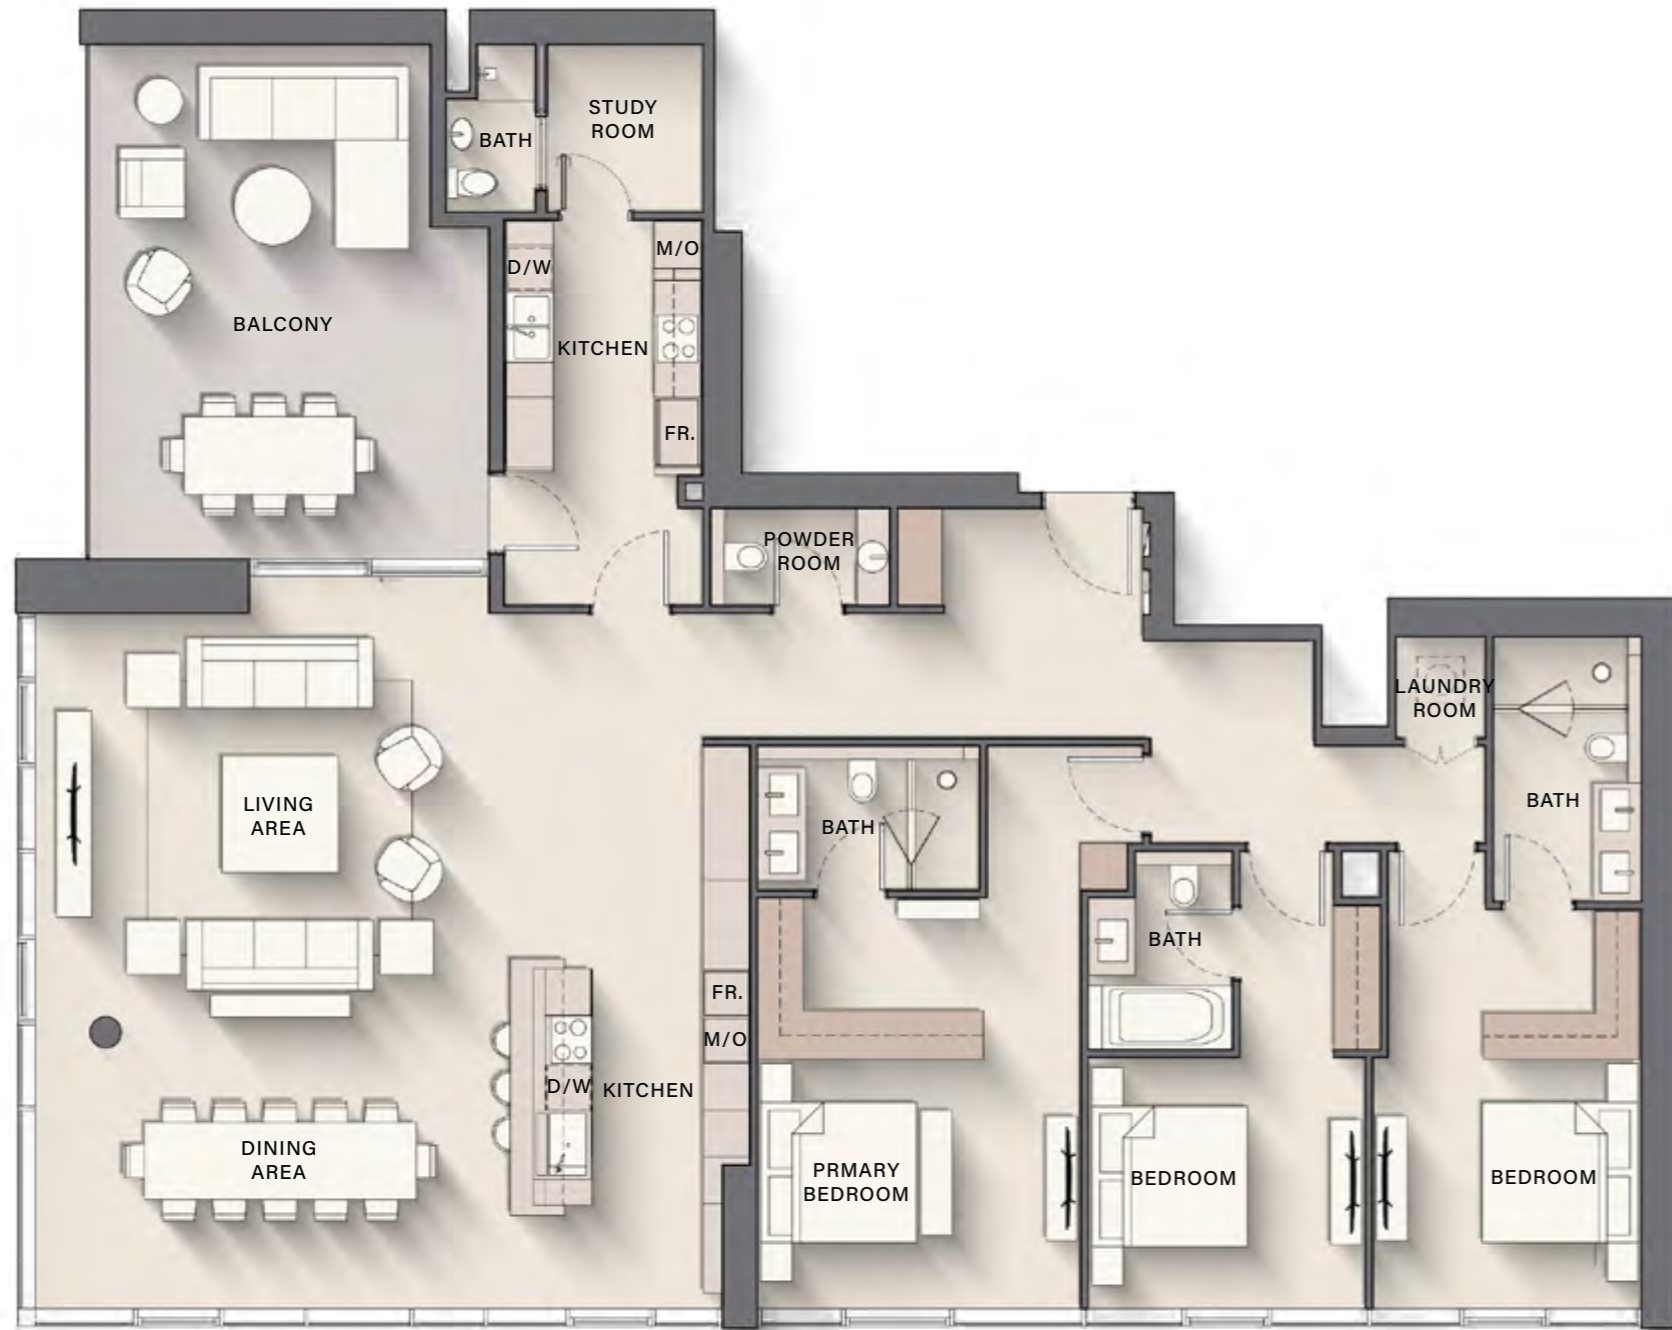 STUDY
ROOM
BATH
D/W
M/O
BALCONY
KITCHEN
FR.
POWDER
ROOM
LAUNDRY
ROOM
LIVING
AREA
BATH
BATH
BATH
FR.
M/O
D/W
KITCHEN
DINING
AREA
PRMARY
BEDROOM
BEDROOM
BEDROOM